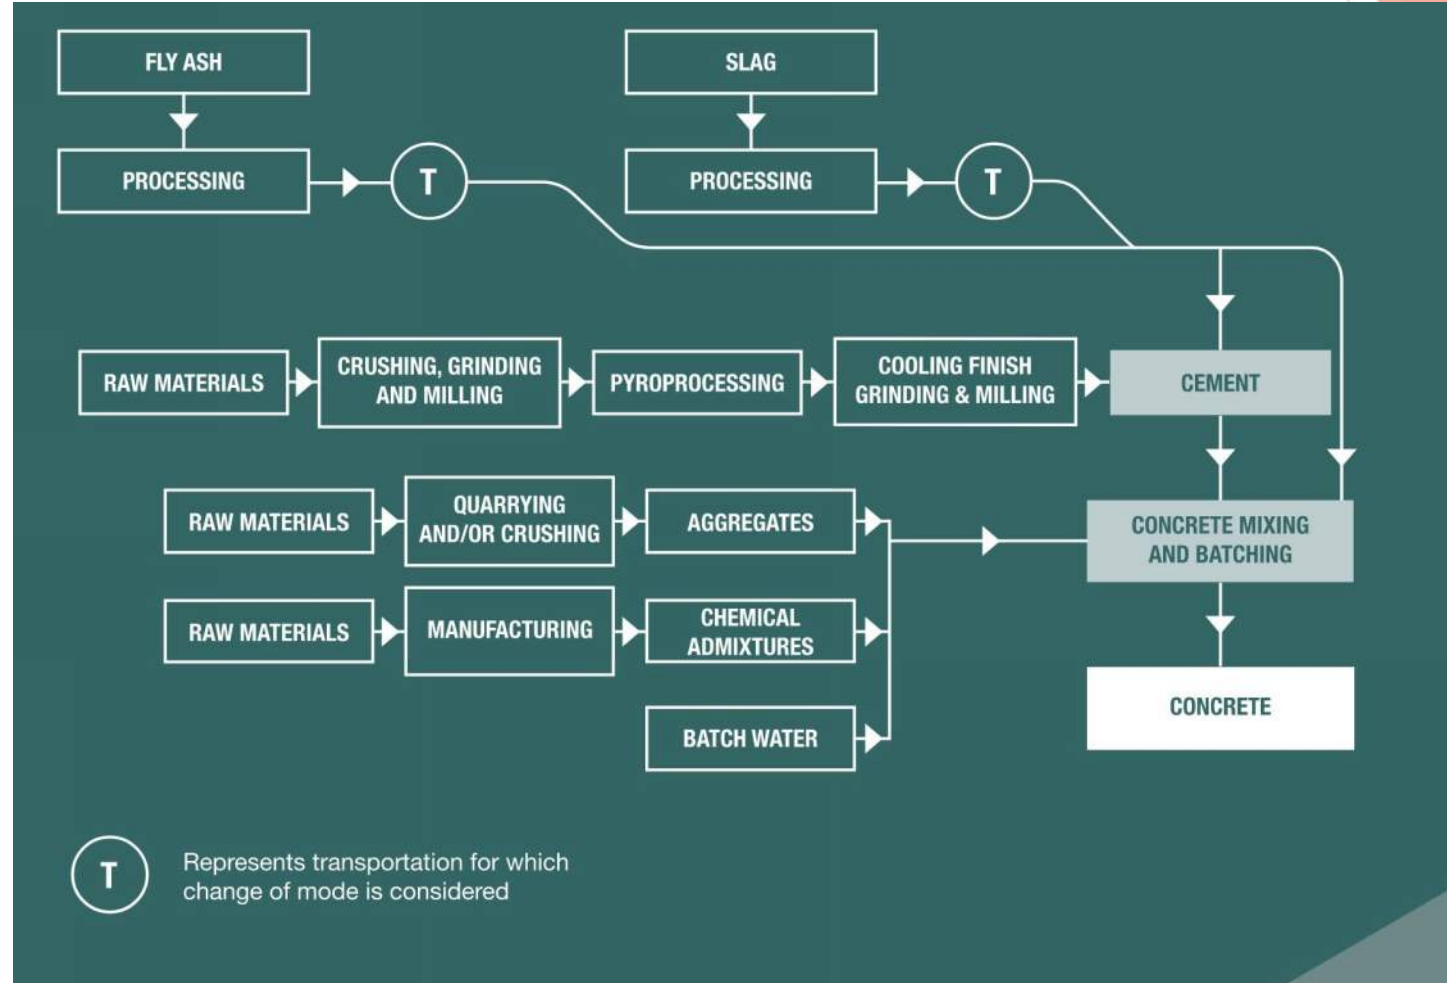 FLY ASH
SLAG
PROCESSING
T
PROCESSING
T
RAW MATERIALS
CRUSHING, GRINDING
AND MILLING
PYROPROCESSING
COOLING FINISH
GRINDING & MILLING
CEMENT
RAW MATERIALS
QUARRYING
AND/OR CRUSHING
AGGREGATES
CONCRETE MIXING
AND BATCHING
RAW MATERIALS
MANUFACTURING
CHEMICAL
ADMIXTURES
BATCH WATER
CONCRETE
T
Represents transportation for which
change of mode is considered